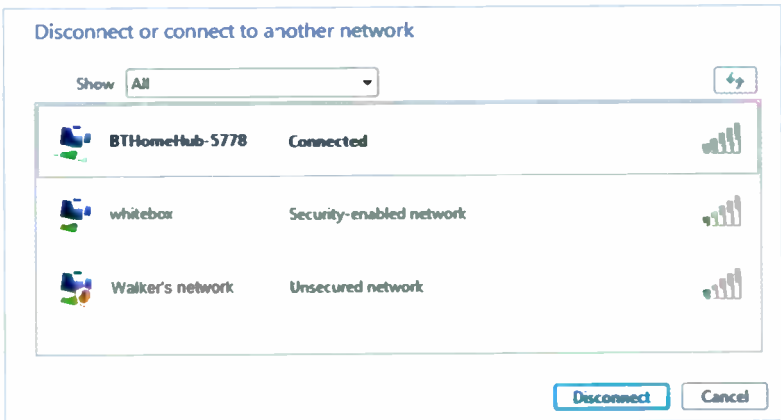 Disconnect or connect to another network
Show All
BTHomeHub-5778 Connected
whitebox Security-enabled network
Walker's network Unsecured network
Disconnect Cancel